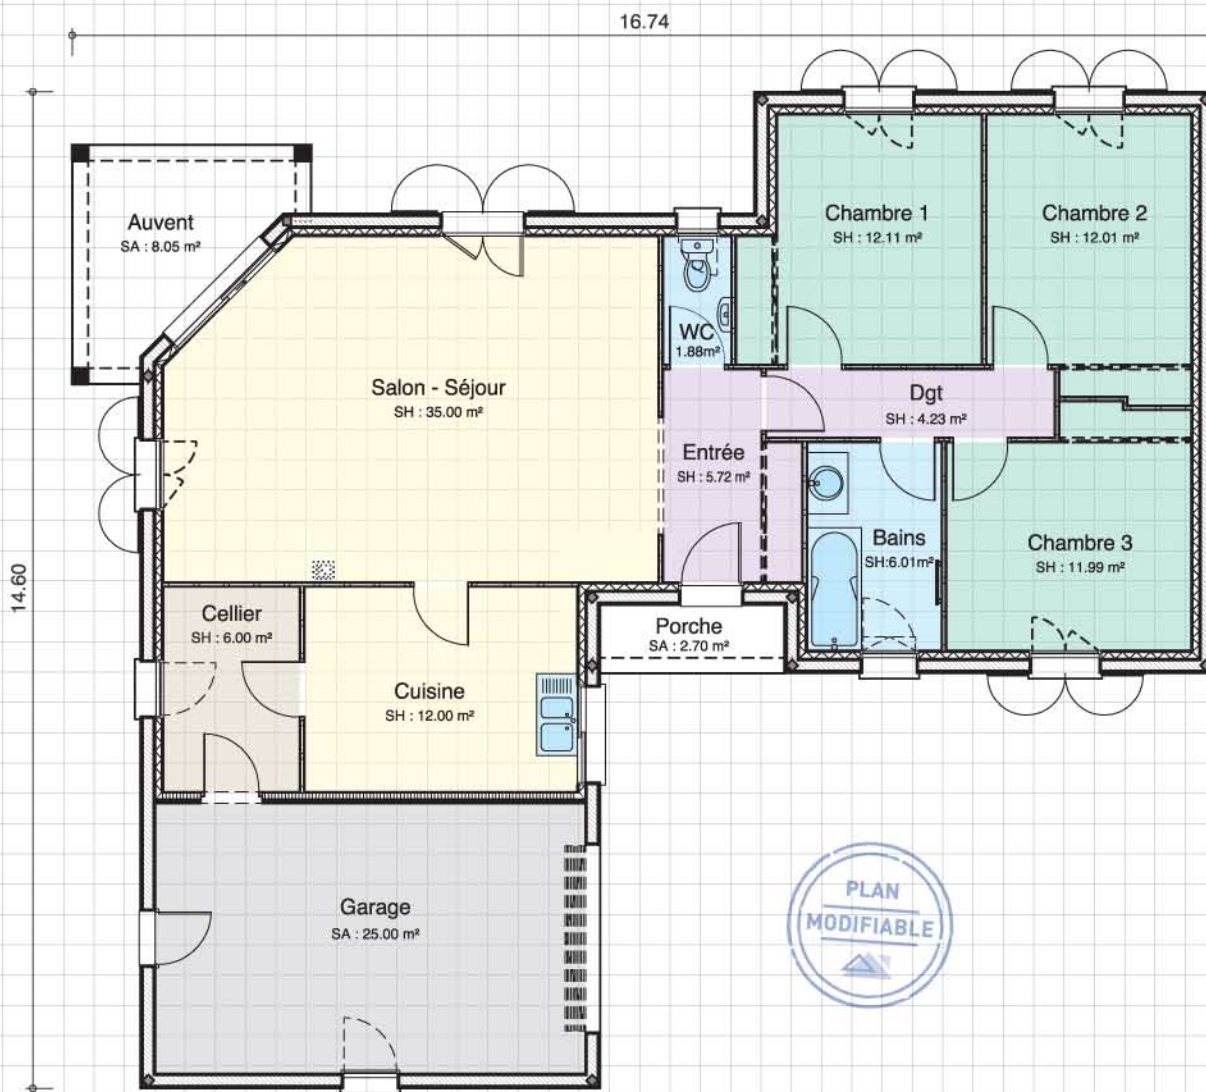 16.74
14.60
Auvent
SA : 8.05 m²
Chambre 1
SH : 12.11 m²
Chambre 2
SH : 12.01 m²
WC
1.88m²
Salon - Séjour
SH : 35.00 m²
Dgt
SH : 4.23 m²
Entrée
SH : 5.72 m²
Bains
SH:6.01m²
Chambre 3
SH : 11.99 m²
Cellier
SH : 6.00 m²
Porche
SA : 2.70 m²
Cuisine
SH : 12.00 m²
Garage
SA : 25.00 m²
PLAN
MODIFIABLE